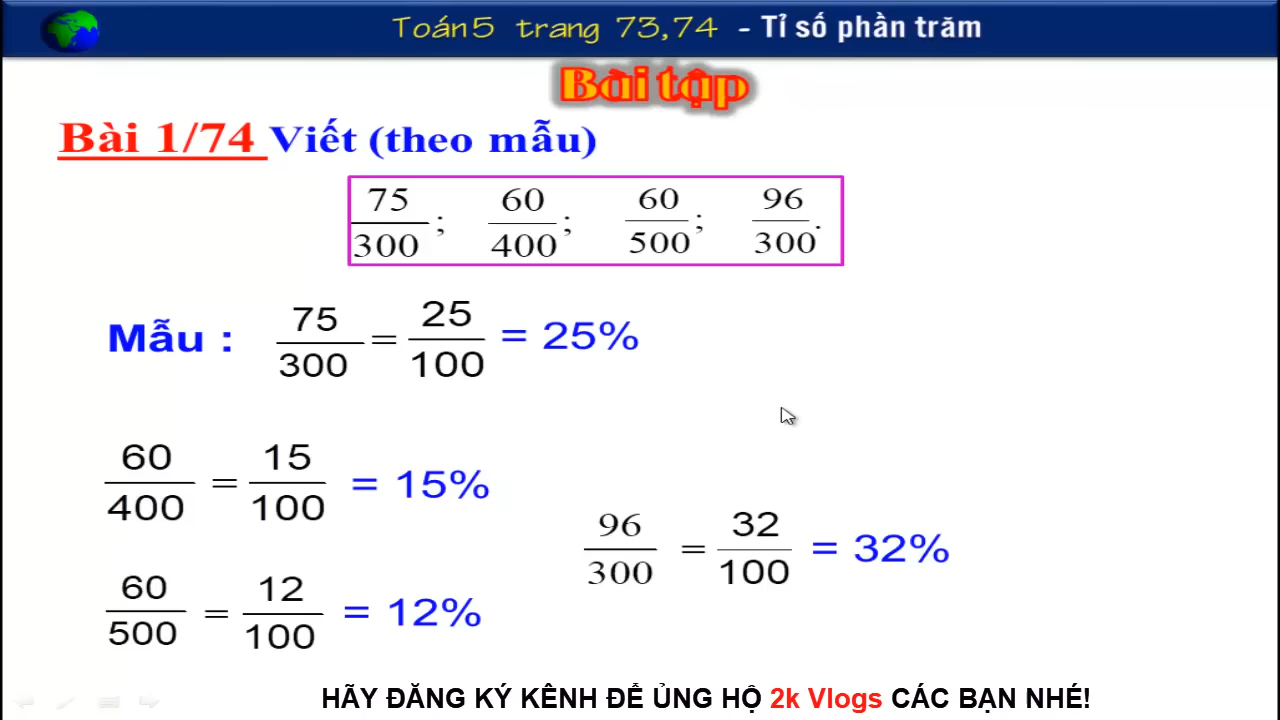 Toán 5 trang 73,74 - Tỉ số phần trăm
Bài tập
Bài 1/74 Viết (theo mẫu)
75/300; 60/400; 60/500; 96/300.
Mẫu : 75/300 = 25/100 = 25%
60/400 = 15/100 = 15%
96/300 = 32/100 = 32%
60/500 = 12/100 = 12%
HÃY ĐĂNG KÝ KÊNH ĐỂ ỦNG HỘ 2k Vlogs CÁC BẠN NHÉ!